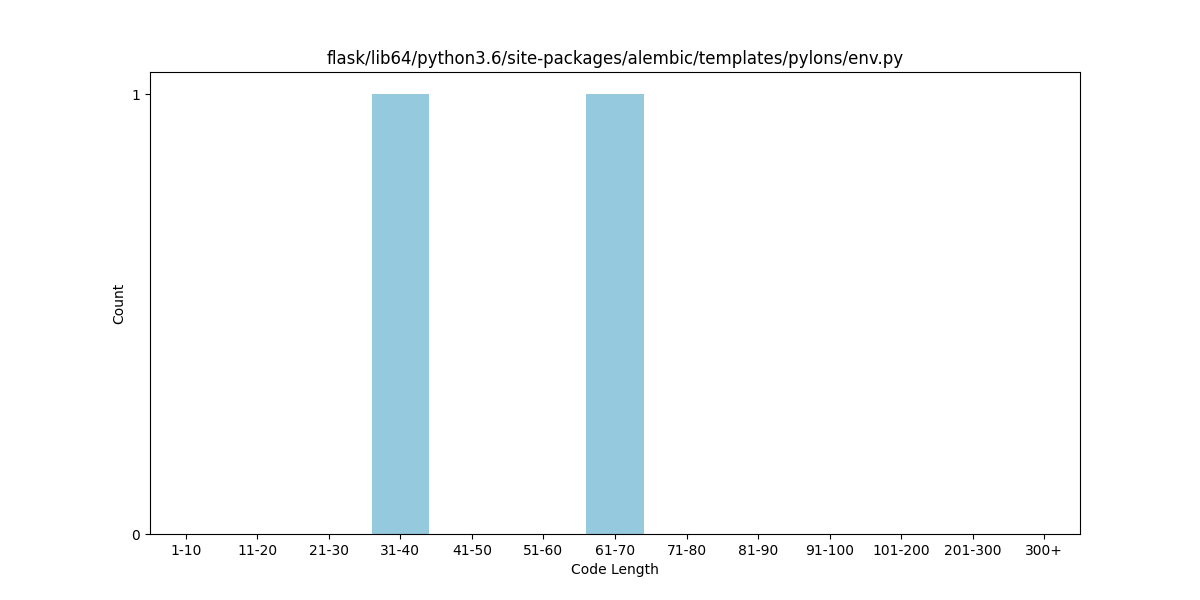 flask/lib64/python3.6/site-packages/alembic/templates/pylons/env.py
1
Count
0
1-10 11-20 21-30 31-40 41-50 51-60 61-70 71-80 81-90 91-100 101-200 201-300 300+
Code Length